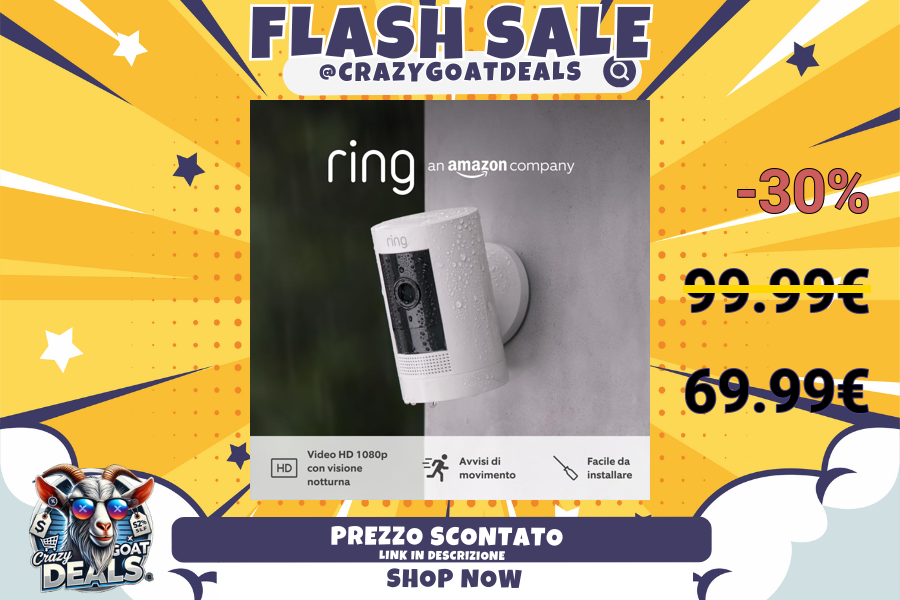 FLASH SALE
@CRAZYGOATDEALS
ring an amazon company
-30%
ring
99.99€
69.99€
HD
Video HD 1080p
con visione
notturna
Avvisi di
movimento
Facile da
installare
$
52%
Crazy
GOAT
DEALS
PREZZO SCONTATO
LINK IN DESCRIZIONE
SHOP NOW